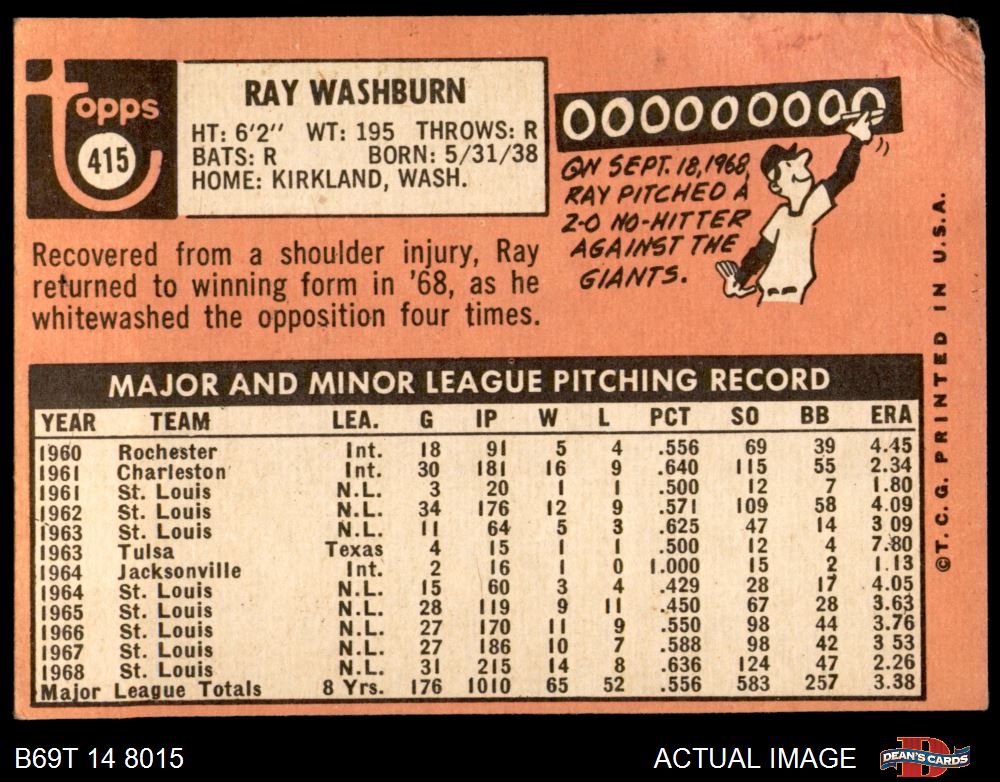 Topps
415
RAY WASHBURN
HT: 6'2" WT: 195 THROWS: R
BATS: R BORN: 5/31/38
HOME: KIRKLAND, WASH.
OOOOOOOOO
ON SEPT. 18, 1968,
RAY PITCHED A
2-0 NO-HITTER
AGAINST THE
GIANTS.
Recovered from a shoulder injury, Ray
returned to winning form in '68, as he
whitewashed the opposition four times.
MAJOR AND MINOR LEAGUE PITCHING RECORD
YEAR TEAM LEA. G IP W L PCT SO BB ERA
1960 Rochester Int. 18 91 5 4 .556 69 39 4.45
1961 Charleston Int. 30 181 16 9 .640 115 55 2.34
1961 St. Louis N.L. 3 20 1 1 .500 12 7 1.80
1962 St. Louis N.L. 34 176 12 9 .571 109 58 4.09
1963 St. Louis N.L. 11 64 5 3 .625 47 14 3 09
1963 Tulsa Texas 4 15 1 1 .500 12 4 7.80
1964 Jacksonville Int. 2 16 1 0 1.000 15 2 1.13
1964 St. Louis N.L. 15 60 3 4 .429 28 17 4.05
1965 St. Louis N.L. 28 119 9 11 .450 67 28 3.63
1966 St. Louis N.L. 27 170 11 9 .550 98 44 3.76
1967 St. Louis N.L. 27 186 10 7 .588 98 42 3 53
1968 St. Louis N.L. 31 215 14 8 .636 124 47 2.26
Major League Totals 8 Yrs. 176 1010 65 52 .556 583 257 3.38
©T. C. G. PRINTED IN U.S.A.
B69T 14 8015
ACTUAL IMAGE
DEAN'S CARDS